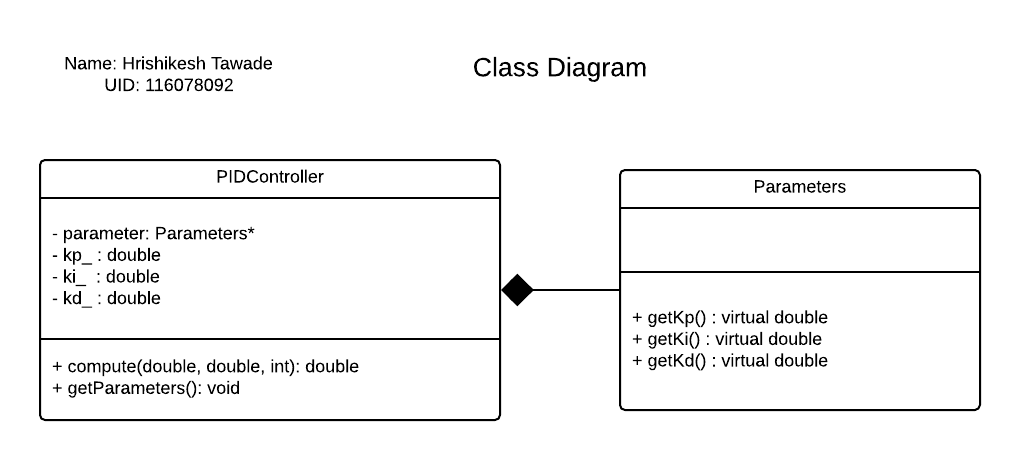 Name: Hrishikesh Tawade
UID: 116078092
Class Diagram
PIDController
- parameter: Parameters*
- kp_ : double
- ki_  : double
- kd_ : double
+ compute(double, double, int): double
+ getParameters(): void
Parameters
+ getKp() : virtual double
+ getKi() : virtual double
+ getKd() : virtual double